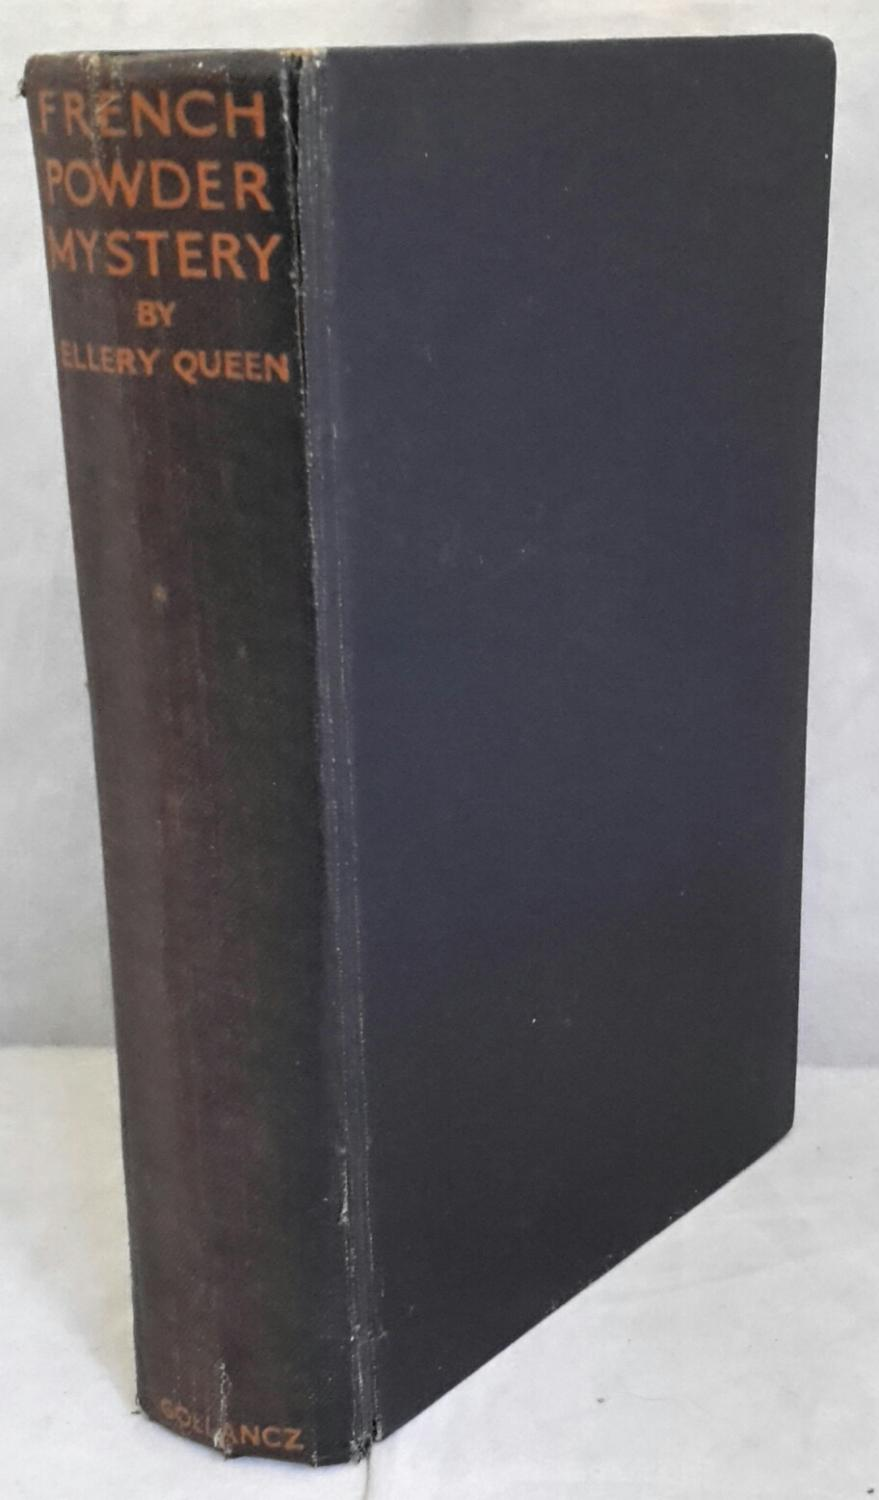 FRENCH
POWDER
MYSTERY
BY
ELLERY QUEEN
GOLLANCZ